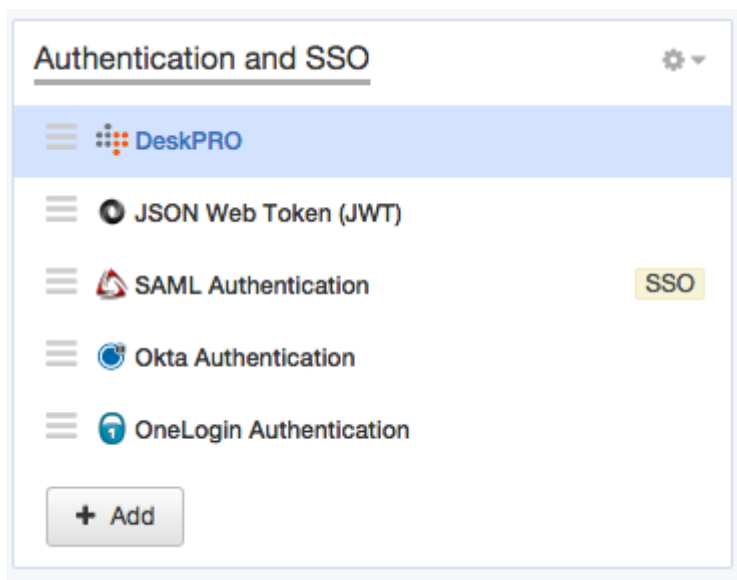 Authentication and SSO
DeskPRO
JSON Web Token (JWT)
SAML Authentication SSO
Okta Authentication
OneLogin Authentication
+ Add